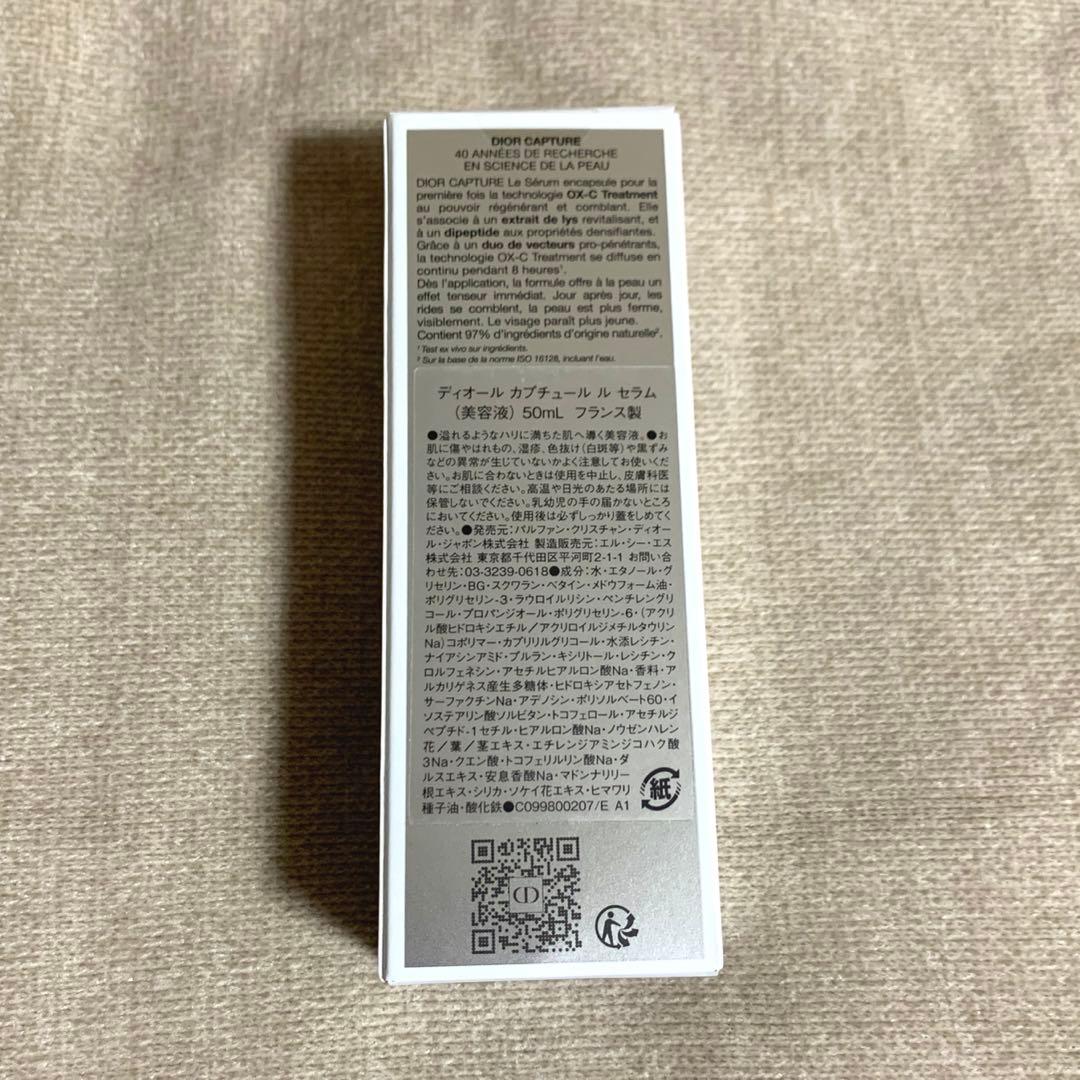 DIOR CAPTURE
40 ANNÉES DE RECHERCHE
EN SCIENCE DE LA PEAU
DIOR CAPTURE Le Sérum encapsule pour la
première fois la technologie OX-C Treatment
au pouvoir régénérant et comblant. Elle
s'associe à un extrait de lys revitalisant, et
à un dipeptide aux propriétés densifiantes.
Grâce à un duo de vecteurs pro-pénétrants,
la technologie OX-C Treatment se diffuse en
continu pendant 8 heures¹.
Dès l'application, la formule offre à la peau un
effet tenseur immédiat. Jour après jour, les
rides se comblent, la peau est plus ferme,
visiblement. Le visage paraît plus jeune.
Contient 97% d'ingrédients d'origine naturelle².
¹ Test ex vivo sur ingrédients.
² Sur la base de la norme ISO 16128, incluant l'eau.
ディオール カプチュール ル セラム
（美容液） 50mL フランス製
●溢れるようなハリに満ちた肌へ導く美容液。●お
肌に傷やはれもの、湿疹、色抜け（白斑等）や黒ずみ
などの異常が生じていないかよく注意してお使いくだ
さい。お肌に合わないときは使用を中止し、皮膚科医
等にご相談ください。高温や日光のあたる場所には
保管しないでください。乳幼児の手の届かないところ
においてください。使用後は必ずしっかり蓋をしめてく
ださい。●発売元：パルファン・クリスチャン・ディオー
ル・ジャポン株式会社 製造販売元：エル・シー・エス
株式会社 東京都千代田区平河町2-1-1 お問い合
わせ先：03-3239-0618●成分：水・エタノール・グ
リセリン・BG・スクワラン・ベタイン・メドウフォーム油・
ポリグリセリン-3・ラウロイルリシン・ペンチレングリ
コール・プロパンジオール・ポリグリセリン-6・（アクリ
ル酸ヒドロキシエチル／アクリロイルジメチルタウリン
Na）コポリマー・カプリリルグリコール・水添レシチン・
ナイアシンアミド・プルラン・キシリトール・レシチン・ク
ロルフェネシン・アセチルヒアルロン酸Na・香料・ア
ルカリゲネス産生多糖体・ヒドロキシアセトフェノン・
サーファクチンNa・アデノシン・ポリソルベート60・イ
ソステアリン酸ソルビタン・トコフェロール・アセチルジ
ペプチド-1セチル・ヒアルロン酸Na・ノウゼンハレン
花／葉／茎エキス・エチレンジアミンジコハク酸
3Na・クエン酸・トコフェリルリン酸Na・ダ
ルスエキス・安息香酸Na・マドンナリリー
根エキス・シリカ・ソケイ花エキス・ヒマワリ
種子油・酸化鉄●C099800207/E A1
紙
CD